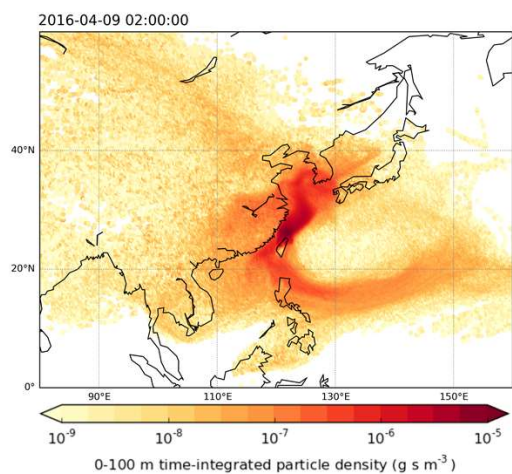 2016-04-09 02:00:00
40°N
20°N
0°
90°E
110°E
130°E
150°E
10⁻⁹
10⁻⁸
10⁻⁷
10⁻⁶
10⁻⁵
0-100 m time-integrated particle density (g s m⁻³)